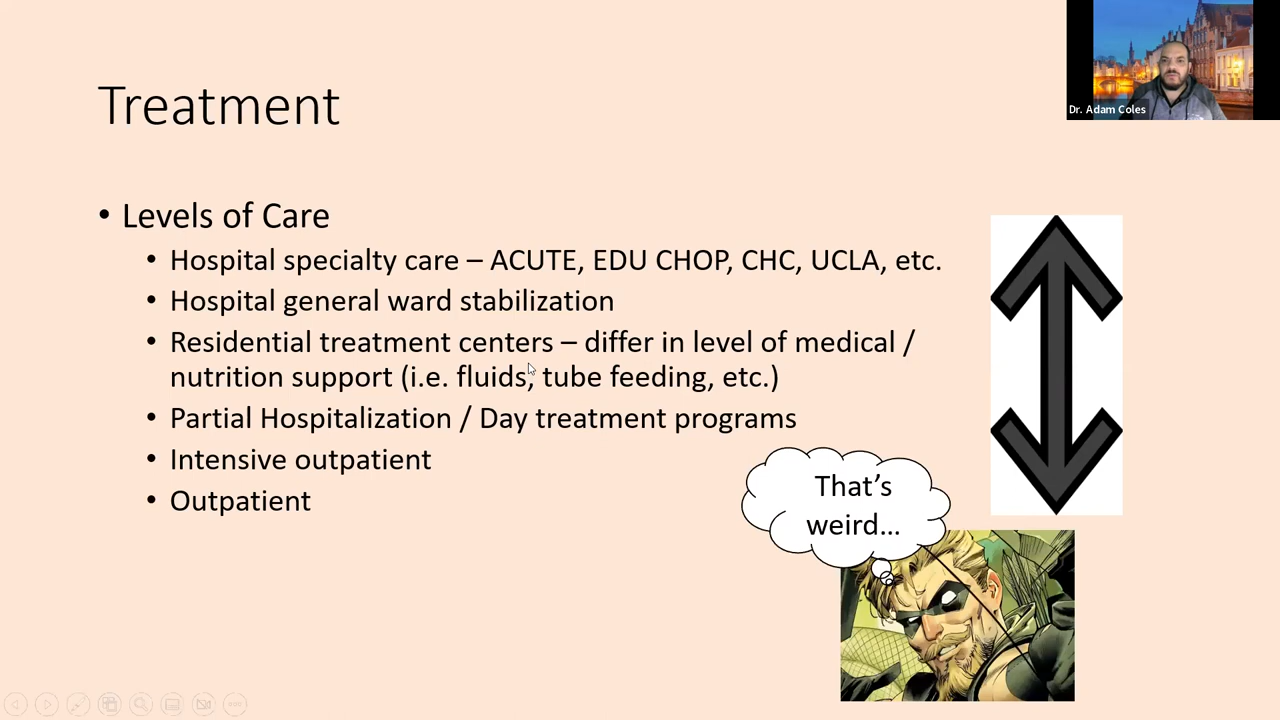 Dr. Adam Coles
Treatment
• Levels of Care
• Hospital specialty care – ACUTE, EDU CHOP, CHC, UCLA, etc.
• Hospital general ward stabilization
• Residential treatment centers – differ in level of medical /
nutrition support (i.e. fluids, tube feeding, etc.)
• Partial Hospitalization / Day treatment programs
• Intensive outpatient
• Outpatient
That’s
weird...